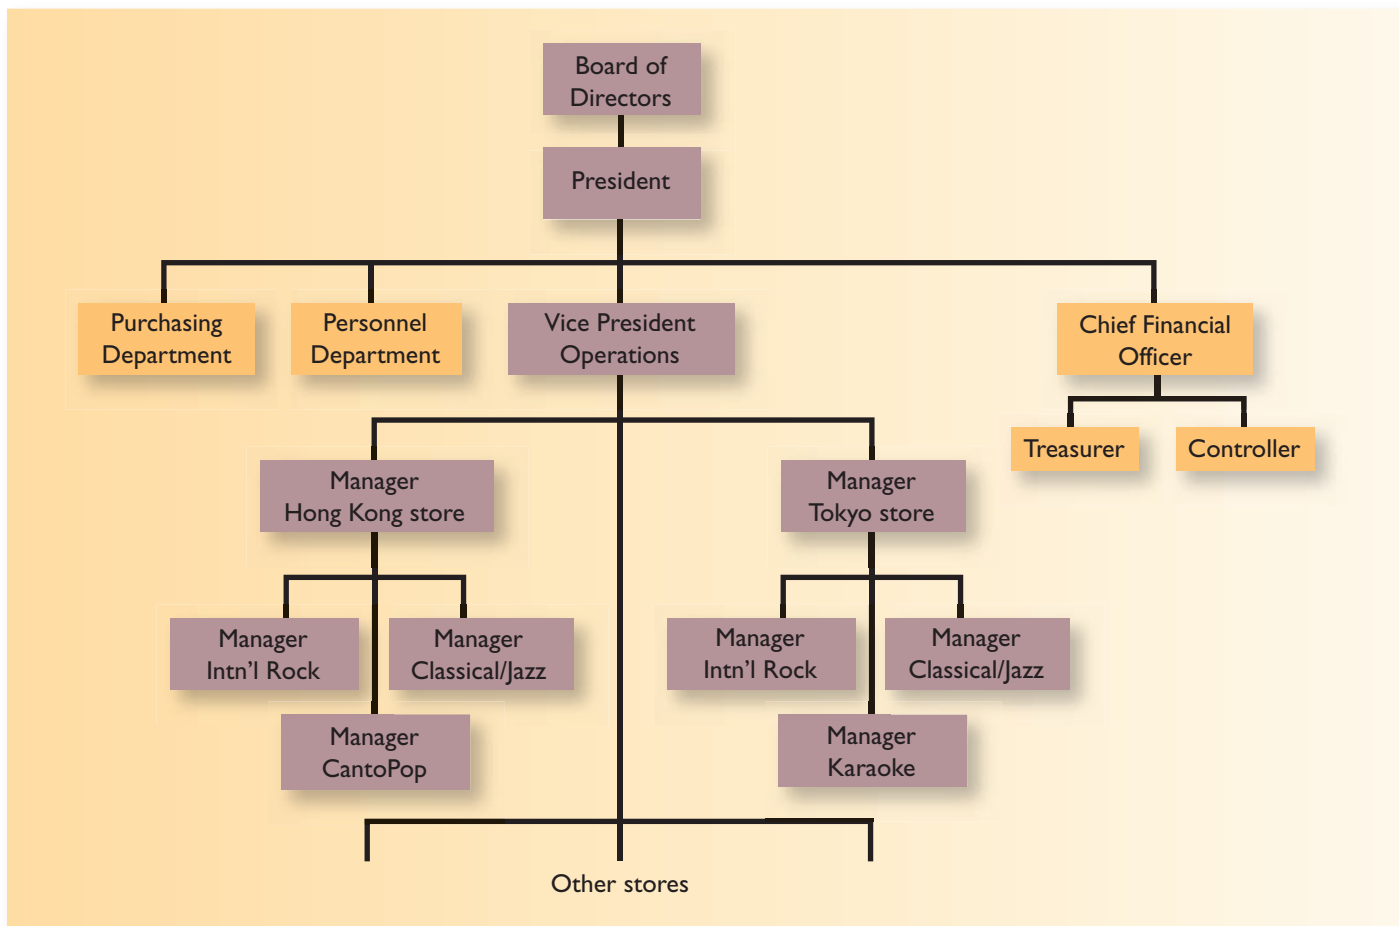 Board of
Directors
President
Purchasing
Department
Personnel
Department
Vice President
Operations
Chief Financial
Officer
Treasurer
Controller
Manager
Hong Kong store
Manager
Tokyo store
Manager
Intn'l Rock
Manager
Classical/Jazz
Manager
CantoPop
Manager
Intn'l Rock
Manager
Classical/Jazz
Manager
Karaoke
Other stores